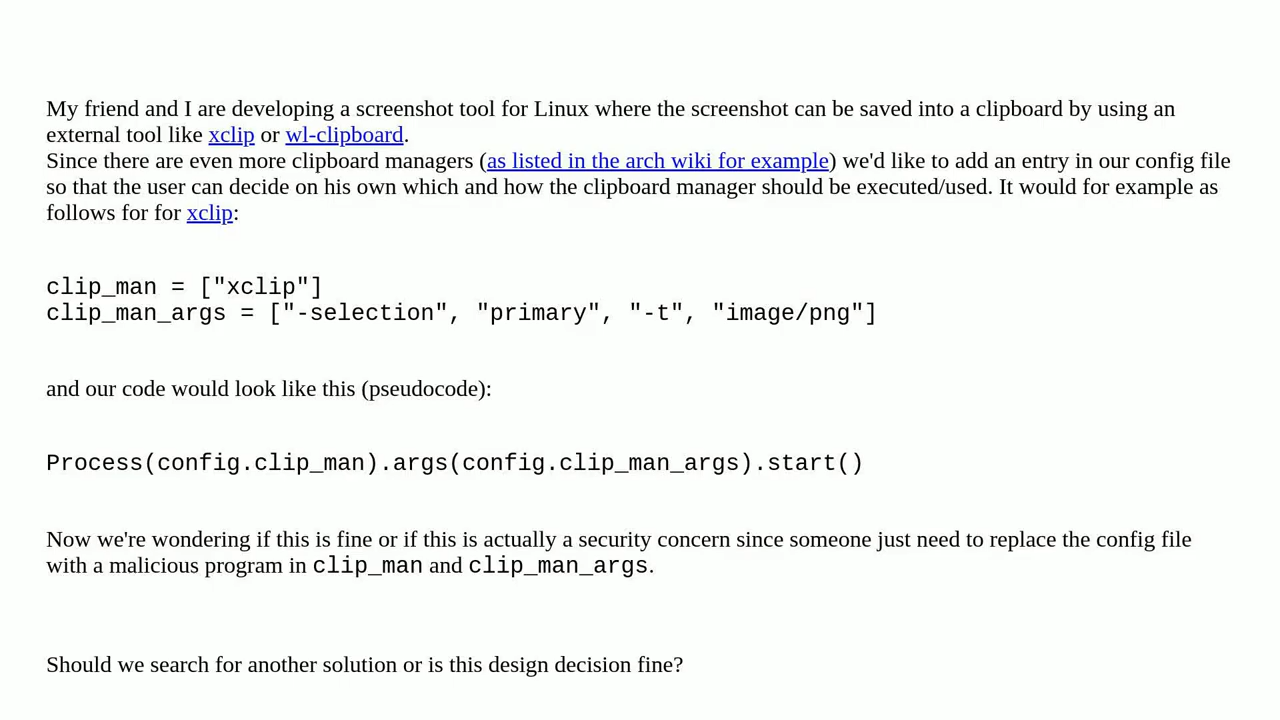 My friend and I are developing a screenshot tool for Linux where the screenshot can be saved into a clipboard by using an
external tool like xclip or wl-clipboard.
Since there are even more clipboard managers (as listed in the arch wiki for example) we'd like to add an entry in our config file
so that the user can decide on his own which and how the clipboard manager should be executed/used. It would for example as
follows for for xclip:
clip_man = ["xclip"]
clip_man_args = ["-selection", "primary", "-t", "image/png"]
and our code would look like this (pseudocode):
Process(config.clip_man).args(config.clip_man_args).start()
Now we're wondering if this is fine or if this is actually a security concern since someone just need to replace the config file
with a malicious program in clip_man and clip_man_args.
Should we search for another solution or is this design decision fine?